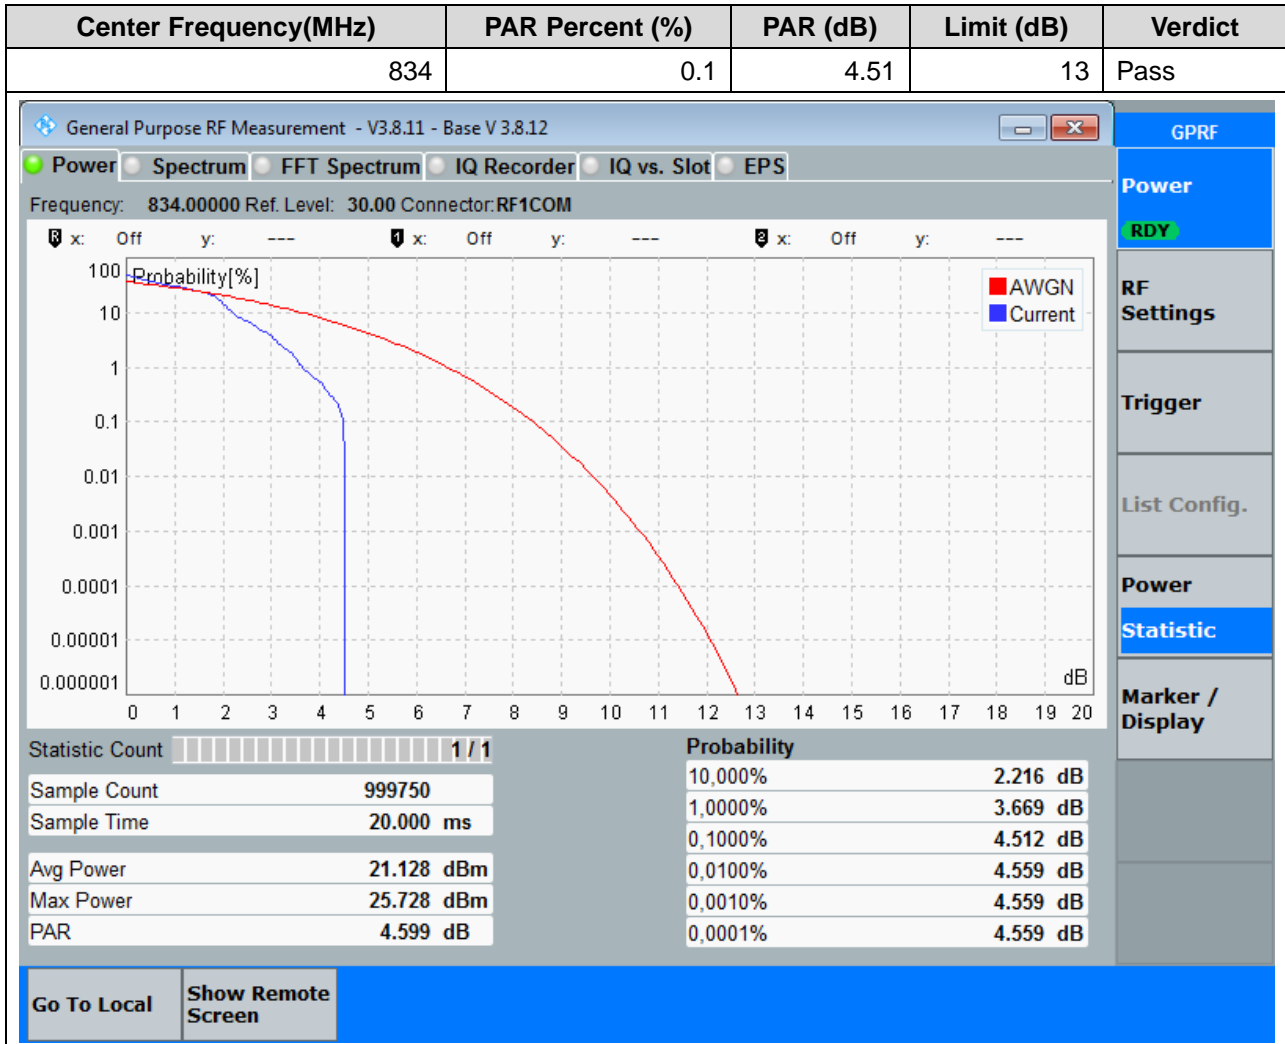 Center Frequency(MHz) PAR Percent (%) PAR (dB) Limit (dB) Verdict
834 0.1 4.51 13 Pass
General Purpose RF Measurement - V3.8.11 - Base V 3.8.12
GPRF
Power Spectrum FFT Spectrum IQ Recorder IQ vs. Slot EPS
Frequency: 834.00000 Ref. Level: 30.00 Connector: RF1COM
R x: Off y: --- 1 x: Off y: --- 2 x: Off y: ---
Probability[%]
AWGN
Current
100
10
1
0.1
0.01
0.001
0.0001
0.00001
0.000001
dB
0 1 2 3 4 5 6 7 8 9 10 11 12 13 14 15 16 17 18 19 20
Statistic Count 1 / 1
Sample Count 999750
Sample Time 20.000 ms
Avg Power 21.128 dBm
Max Power 25.728 dBm
PAR 4.599 dB
Probability
10,000% 2.216 dB
1,0000% 3.669 dB
0,1000% 4.512 dB
0,0100% 4.559 dB
0,0010% 4.559 dB
0,0001% 4.559 dB
Power
RDY
RF
Settings
Trigger
List Config.
Power
Statistic
Marker /
Display
Go To Local
Show Remote
Screen